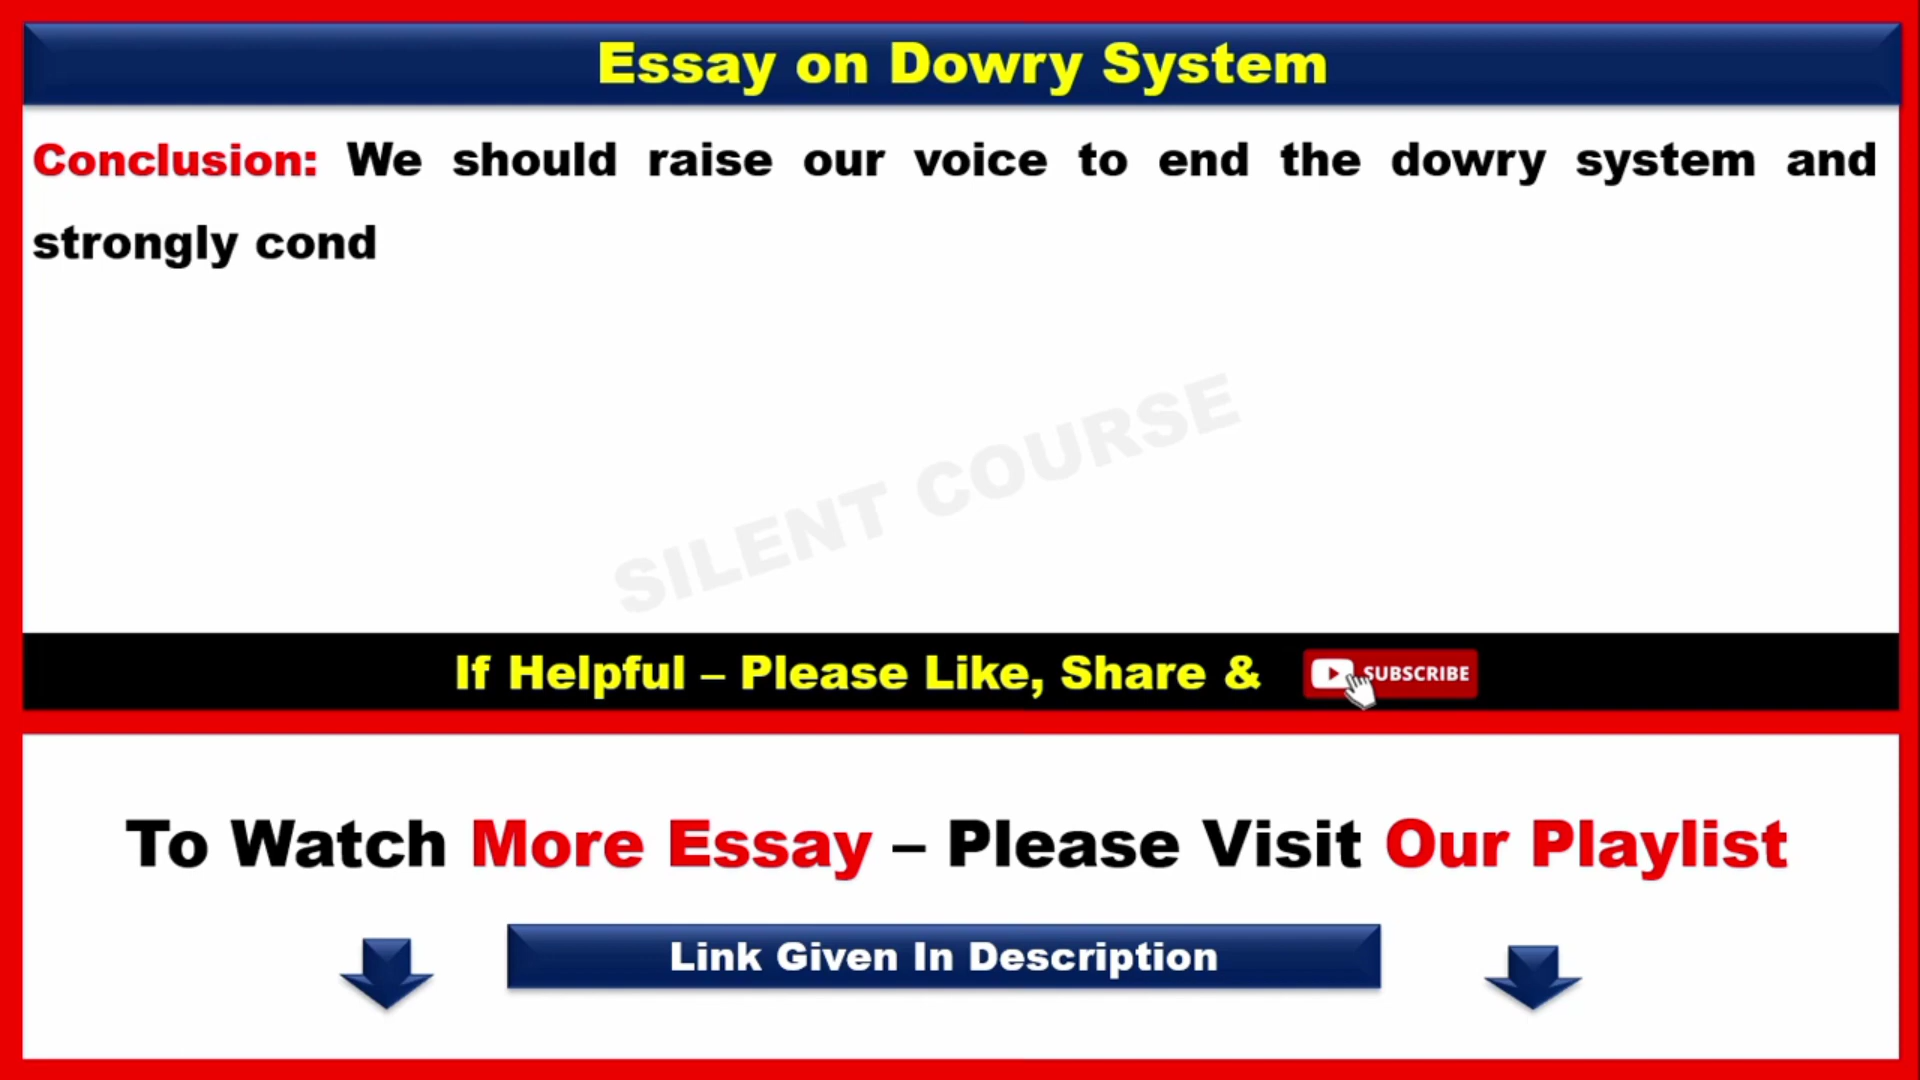 Essay on Dowry System
Conclusion: We should raise our voice to end the dowry system and
strongly cond
SILENT COURSE
If Helpful – Please Like, Share & SUBSCRIBE
To Watch More Essay – Please Visit Our Playlist
Link Given In Description